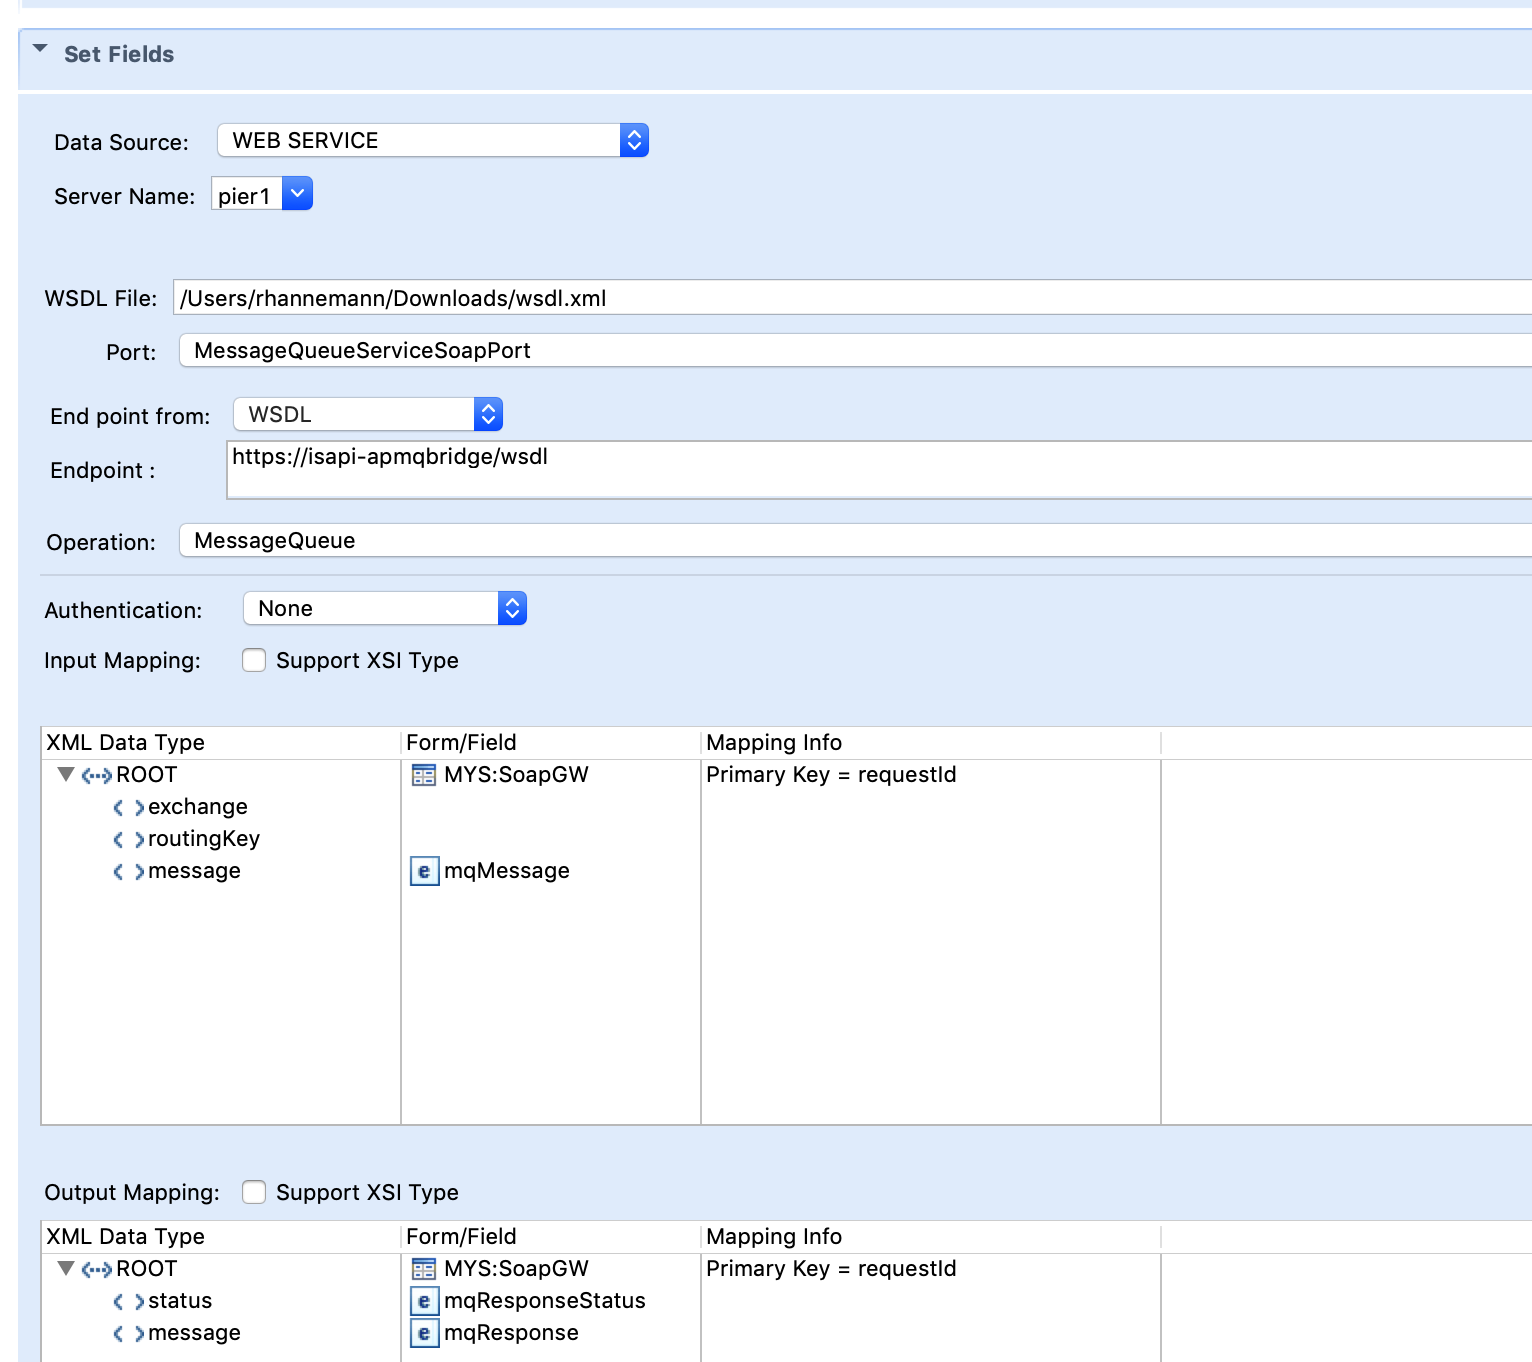 Set Fields
Data Source: WEB SERVICE
Server Name: pier1
WSDL File: /Users/rhannemann/Downloads/wsdl.xml
Port: MessageQueueServiceSoapPort
End point from: WSDL
Endpoint : https://isapi-apmqbridge/wsdl
Operation: MessageQueue
Authentication: None
Input Mapping: Support XSI Type
XML Data Type Form/Field Mapping Info
ROOT MYS:SoapGW Primary Key = requestId
exchange
routingKey
message mqMessage
Output Mapping: Support XSI Type
XML Data Type Form/Field Mapping Info
ROOT MYS:SoapGW Primary Key = requestId
status mqResponseStatus
message mqResponse